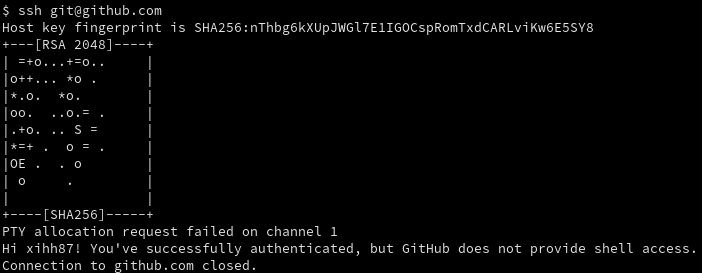 $ ssh git@github.com
Host key fingerprint is SHA256:nThbg6kXUpJWGl7E1IGOCspRomTxdCARLviKw6E5SY8
+---[RSA 2048]----+
| =+o...+=o..     |
|o++... *o .      |
|*.o.  *o.        |
|oo.  ..o.= .     |
|.+o. .. S =      |
|*=+ .  o = .     |
|OE .  . o        |
| o     .         |
|                 |
+----[SHA256]-----+
PTY allocation request failed on channel 1
Hi xihh87! You've successfully authenticated, but GitHub does not provide shell access.
Connection to github.com closed.